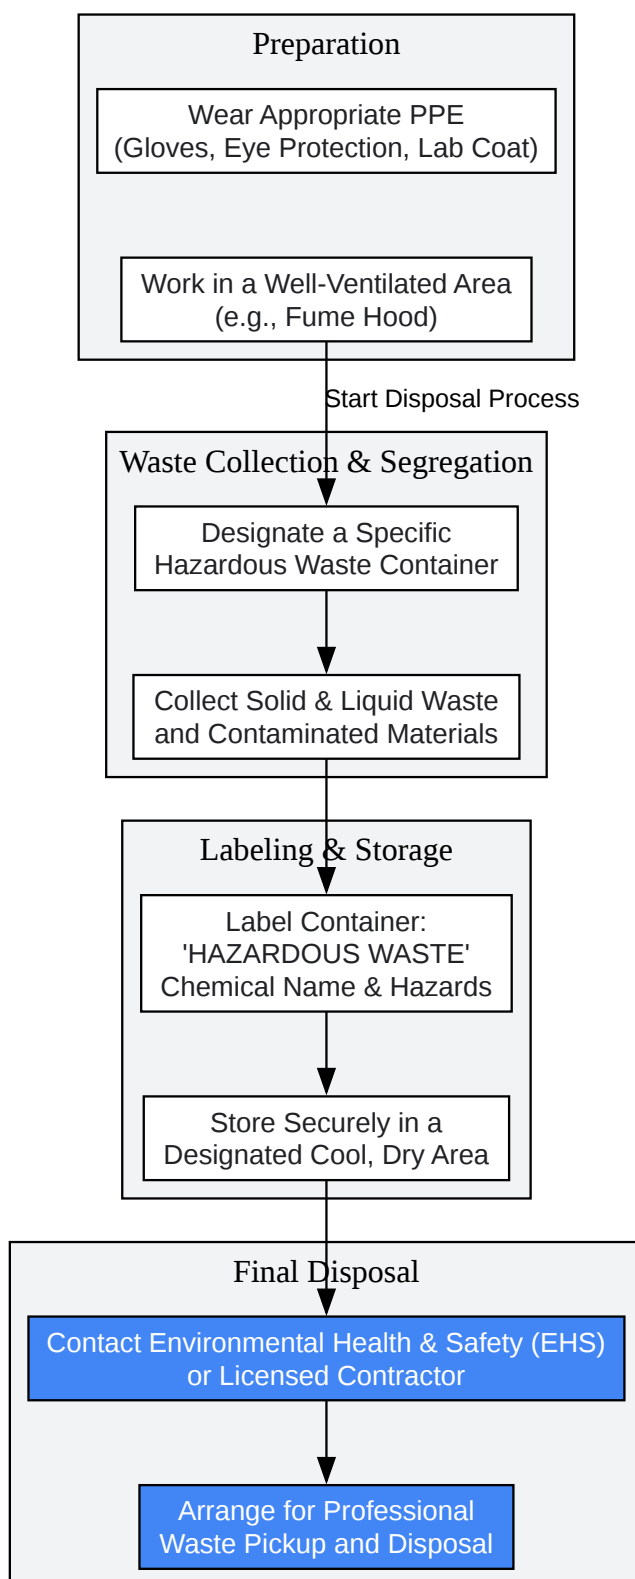 Preparation
Wear Appropriate PPE
(Gloves, Eye Protection, Lab Coat)
Work in a Well-Ventilated Area
(e.g., Fume Hood)
Start Disposal Process
Waste Collection & Segregation
Designate a Specific
Hazardous Waste Container
Collect Solid & Liquid Waste
and Contaminated Materials
Labeling & Storage
Label Container:
'HAZARDOUS WASTE'
Chemical Name & Hazards
Store Securely in a
Designated Cool, Dry Area
Final Disposal
Contact Environmental Health & Safety (EHS)
or Licensed Contractor
Arrange for Professional
Waste Pickup and Disposal